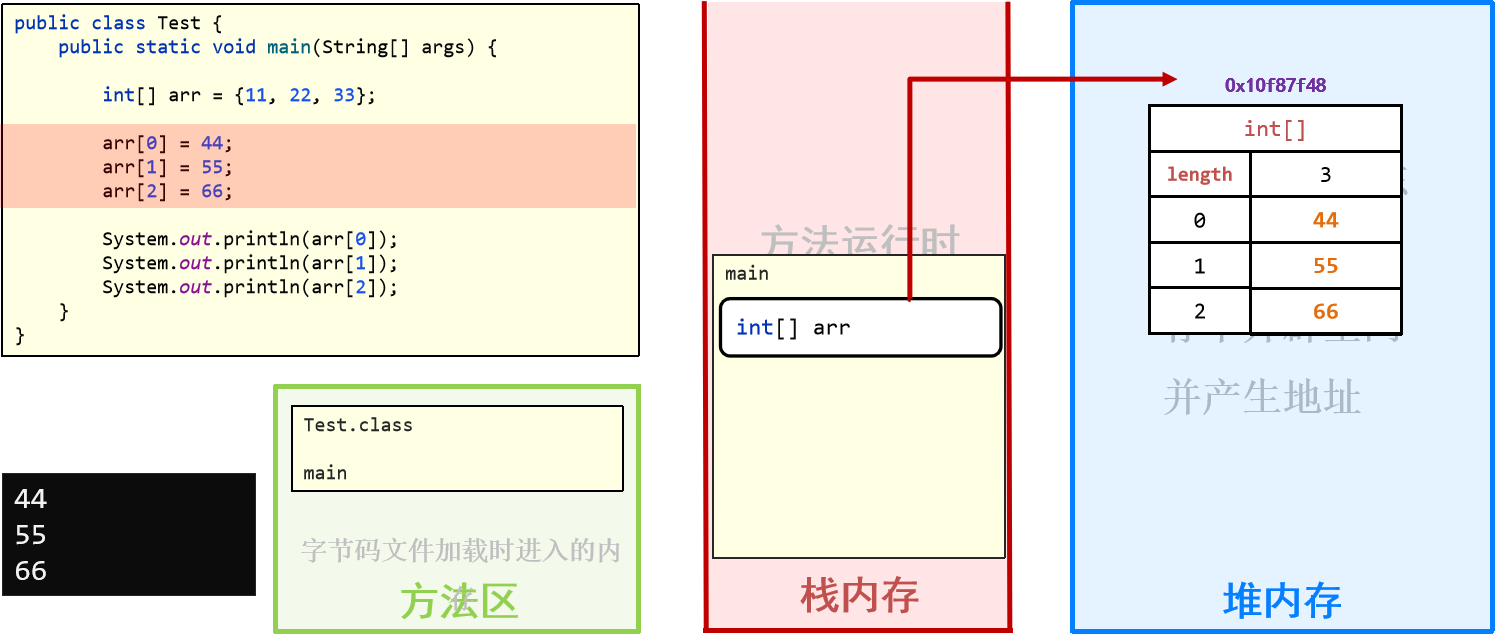 public class Test {
public static void main(String[] args) {
int[] arr = {11, 22, 33};
arr[0] = 44;
arr[1] = 55;
arr[2] = 66;
System.out.println(arr[0]);
System.out.println(arr[1]);
System.out.println(arr[2]);
}
}
44
55
66
Test.class
main
字节码文件加载时进入的内
存
方法区
方法运行时
main
int[] arr
栈内存
0x10f87f48
int[]
length 3
0 44
1 55
2 66
并产生地址
堆内存